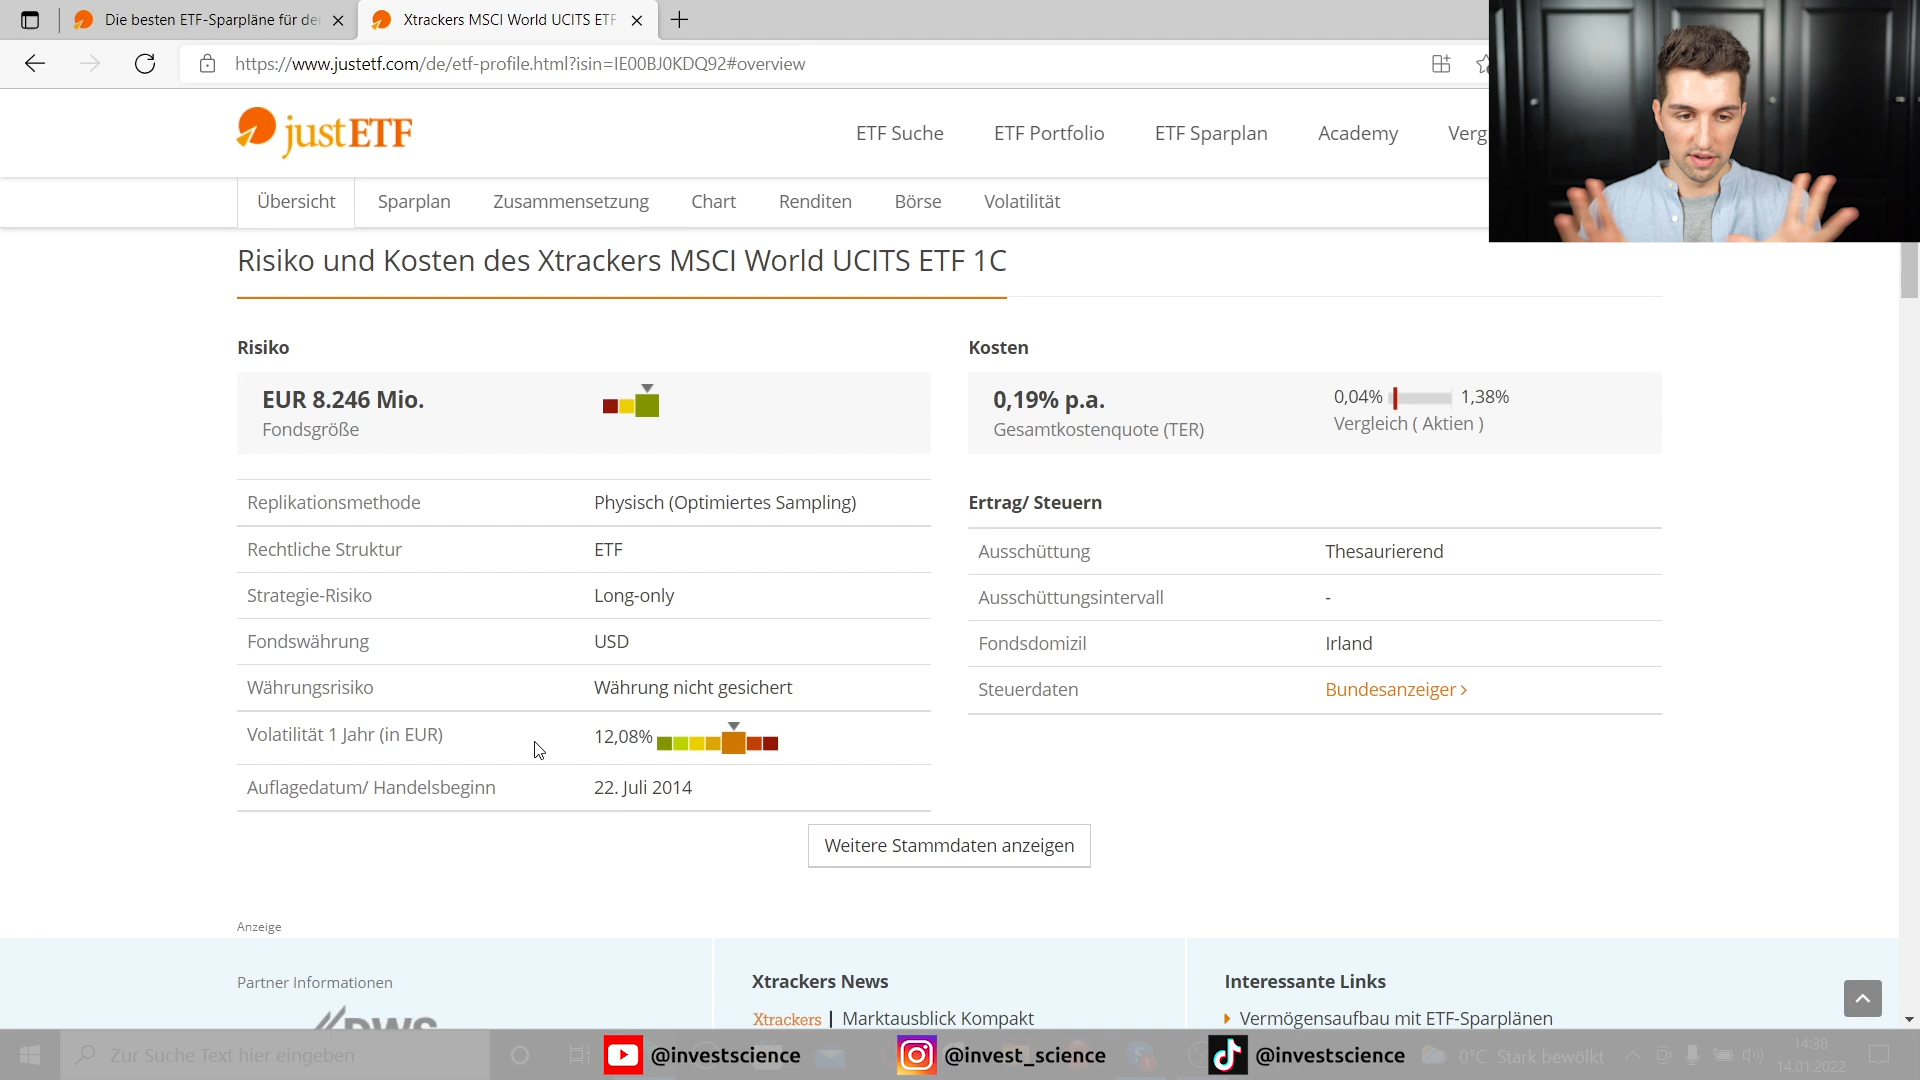 Die besten ETF-Sparpläne für de
Xtrackers MSCI World UCITS ETF
https://www.justetf.com/de/etf-profile.html?isin=IE00BJ0KDQ92#overview
justETF
ETF Suche
ETF Portfolio
ETF Sparplan
Academy
Verg
Übersicht
Sparplan
Zusammensetzung
Chart
Renditen
Börse
Volatilität
Risiko und Kosten des Xtrackers MSCI World UCITS ETF 1C
Risiko
EUR 8.246 Mio.
Fondsgröße
Replikationsmethode
Physisch (Optimiertes Sampling)
Rechtliche Struktur
ETF
Strategie-Risiko
Long-only
Fondswährung
USD
Währungsrisiko
Währung nicht gesichert
Volatilität 1 Jahr (in EUR)
12,08%
Auflagedatum/ Handelsbeginn
22. Juli 2014
Kosten
0,19% p.a.
Gesamtkostenquote (TER)
0,04%
1,38%
Vergleich ( Aktien )
Ertrag/ Steuern
Ausschüttung
Thesaurierend
Ausschüttungsintervall
-
Fondsdomizil
Irland
Steuerdaten
Bundesanzeiger >
Weitere Stammdaten anzeigen
Anzeige
Partner Informationen
DWS
Xtrackers News
Xtrackers | Marktausblick Kompakt
Interessante Links
Vermögensaufbau mit ETF-Sparplänen
Zur Suche Text hier eingeben
@investscience
@invest_science
@investscience
0°C Stark bewölkt
14:38
14.01.2022